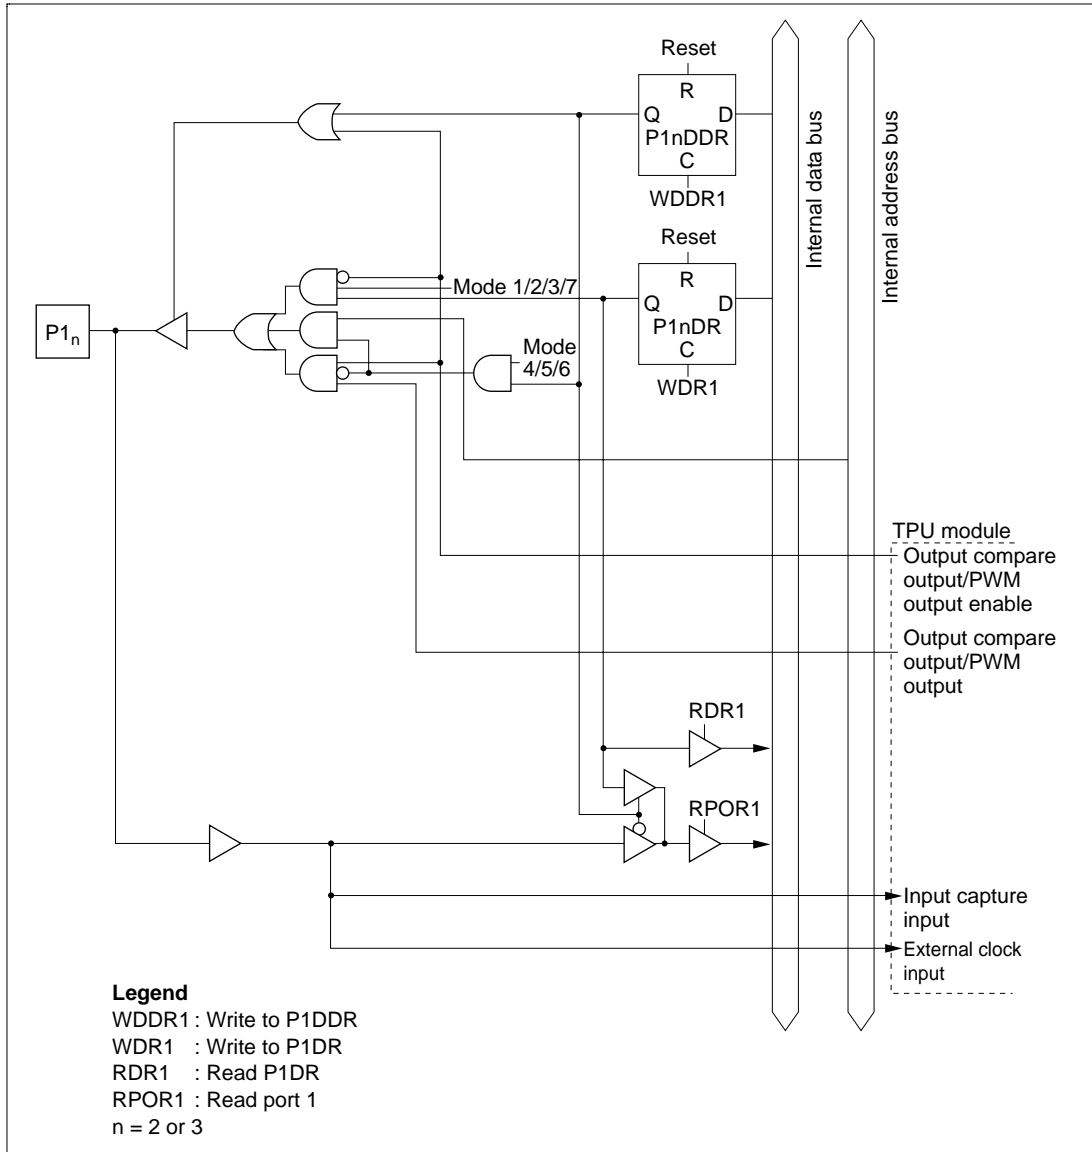 Reset
R
Q D
P1nDDR
C
WDDR1
Reset
R
Q D
P1nDR
C
WDR1
Internal data bus
Internal address bus
Mode 1/2/3/7
P1n
Mode
4/5/6
TPU module
Output compare
output/PWM
output enable
Output compare
output/PWM
output
RDR1
RPOR1
Input capture
input
External clock
input
Legend
WDDR1 : Write to P1DDR
WDR1 : Write to P1DR
RDR1 : Read P1DR
RPOR1 : Read port 1
n = 2 or 3